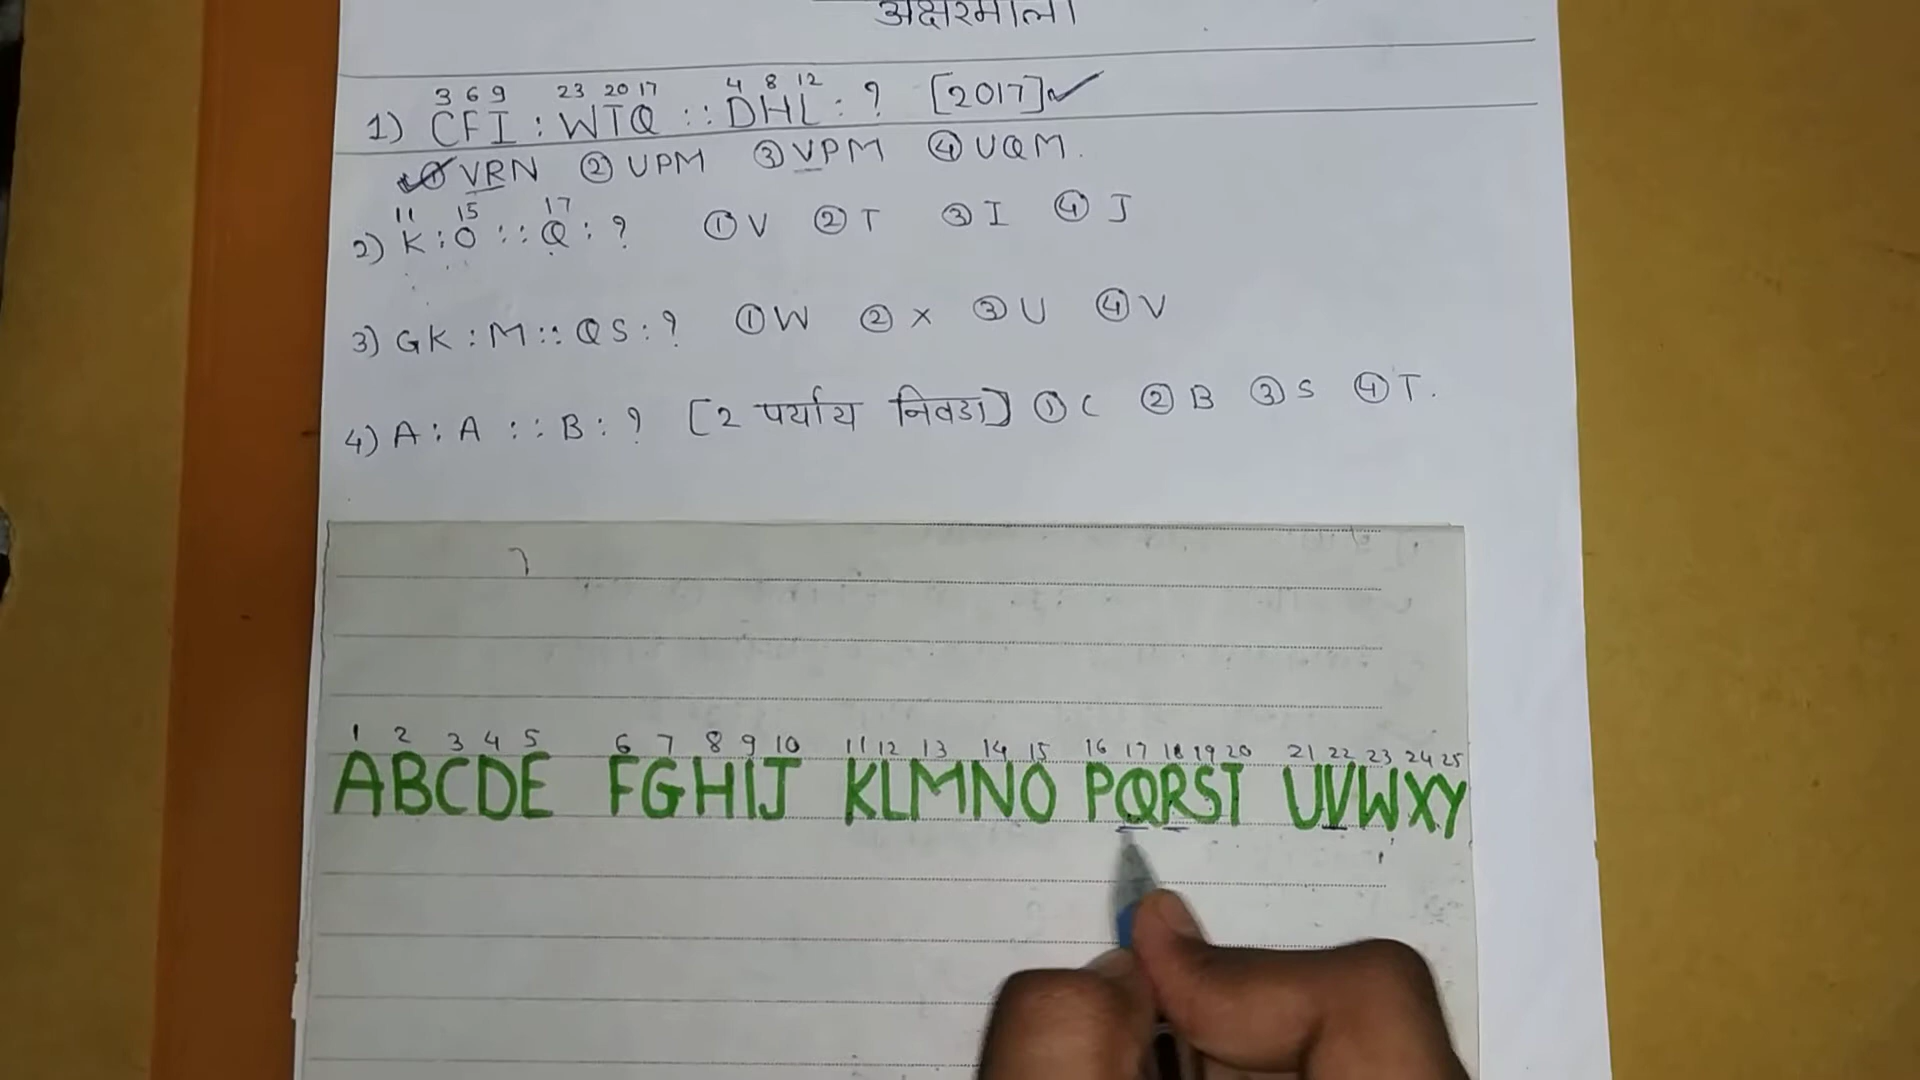 अक्षरमाला
3 6 9 23 20 17 4 8 12
1) CFI : WTQ :: DHL : ? [2017] ✓
① VRN ② UPM ③ VPM ④ UQM.
11 15 17
2) K : O :: Q : ? ① V ② T ③ I ④ J
3) GK : M :: QS : ? ① W ② X ③ U ④ V
4) A : A :: B : ? [2 पर्याय निवडा] ① C ② B ③ S ④ T.
1 2 3 4 5 6 7 8 9 10 11 12 13 14 15 16 17 18 19 20 21 22 23 24 25
ABCDE FGHIJ KLMNO PQRST UVWXY